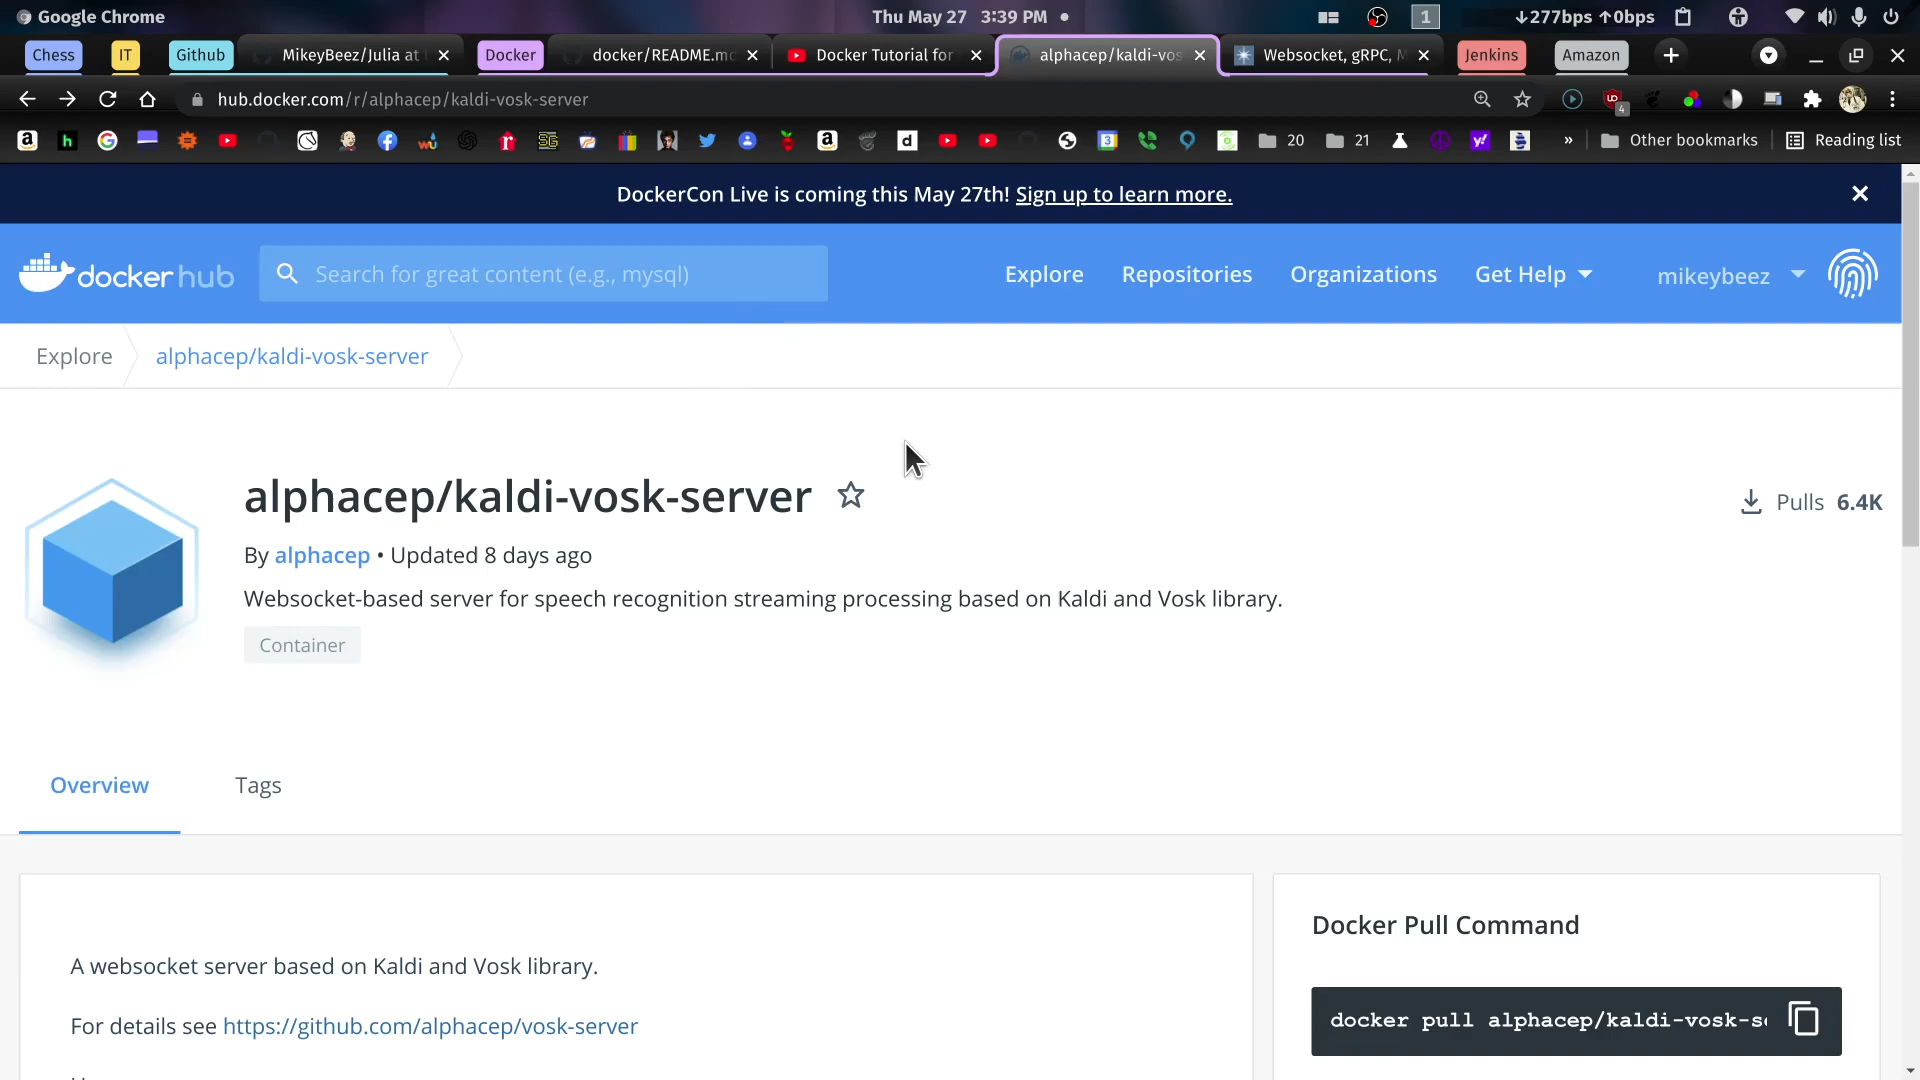 Google Chrome
Thu May 27 3:39 PM
1
↓277bps ↑0bps
Chess
IT
Github
MikeyBeez/Julia at
Docker
docker/README.md
Docker Tutorial for
alphacep/kaldi-vos
Websocket, gRPC, M
Jenkins
Amazon
hub.docker.com/r/alphacep/kaldi-vosk-server
4
20
21
»
Other bookmarks
Reading list
DockerCon Live is coming this May 27th! Sign up to learn more.
docker hub
Search for great content (e.g., mysql)
Explore
Repositories
Organizations
Get Help
mikeybeez
Explore
alphacep/kaldi-vosk-server
alphacep/kaldi-vosk-server
Pulls 6.4K
By alphacep • Updated 8 days ago
Websocket-based server for speech recognition streaming processing based on Kaldi and Vosk library.
Container
Overview
Tags
A websocket server based on Kaldi and Vosk library.
For details see https://github.com/alphacep/vosk-server
Docker Pull Command
docker pull alphacep/kaldi-vosk-s